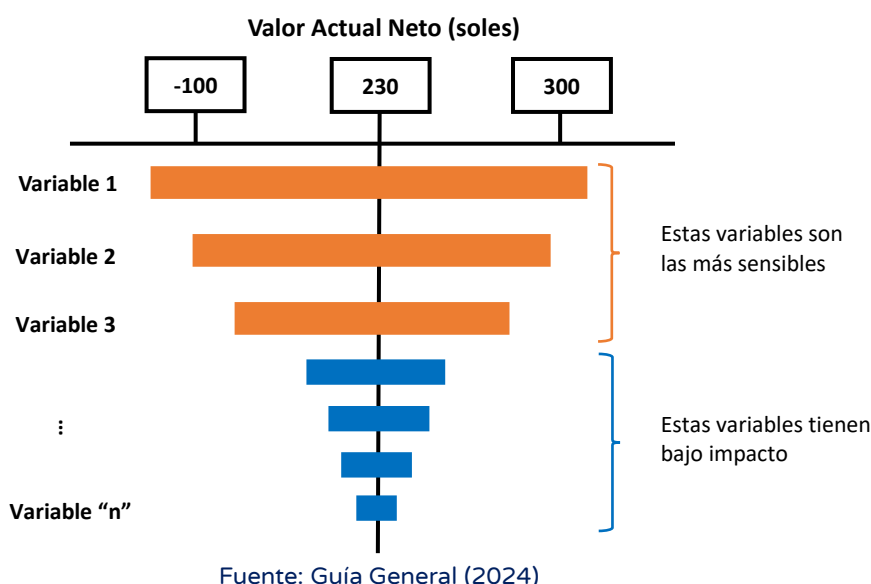 Valor Actual Neto (soles)
-100
230
300
Variable 1
Variable 2
Variable 3
Estas variables son
las más sensibles
...
Estas variables tienen
bajo impacto
Variable “n”
Fuente: Guía General (2024)